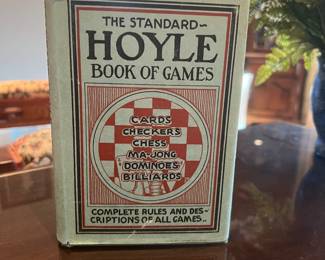 THE STANDARD~
HOYLE
BOOK OF GAMES
CARDS
CHECKERS
CHESS
MA-JONG
DOMINOES
BILLIARDS
COMPLETE RULES AND DES-
CRIPTIONS OF ALL GAMES..